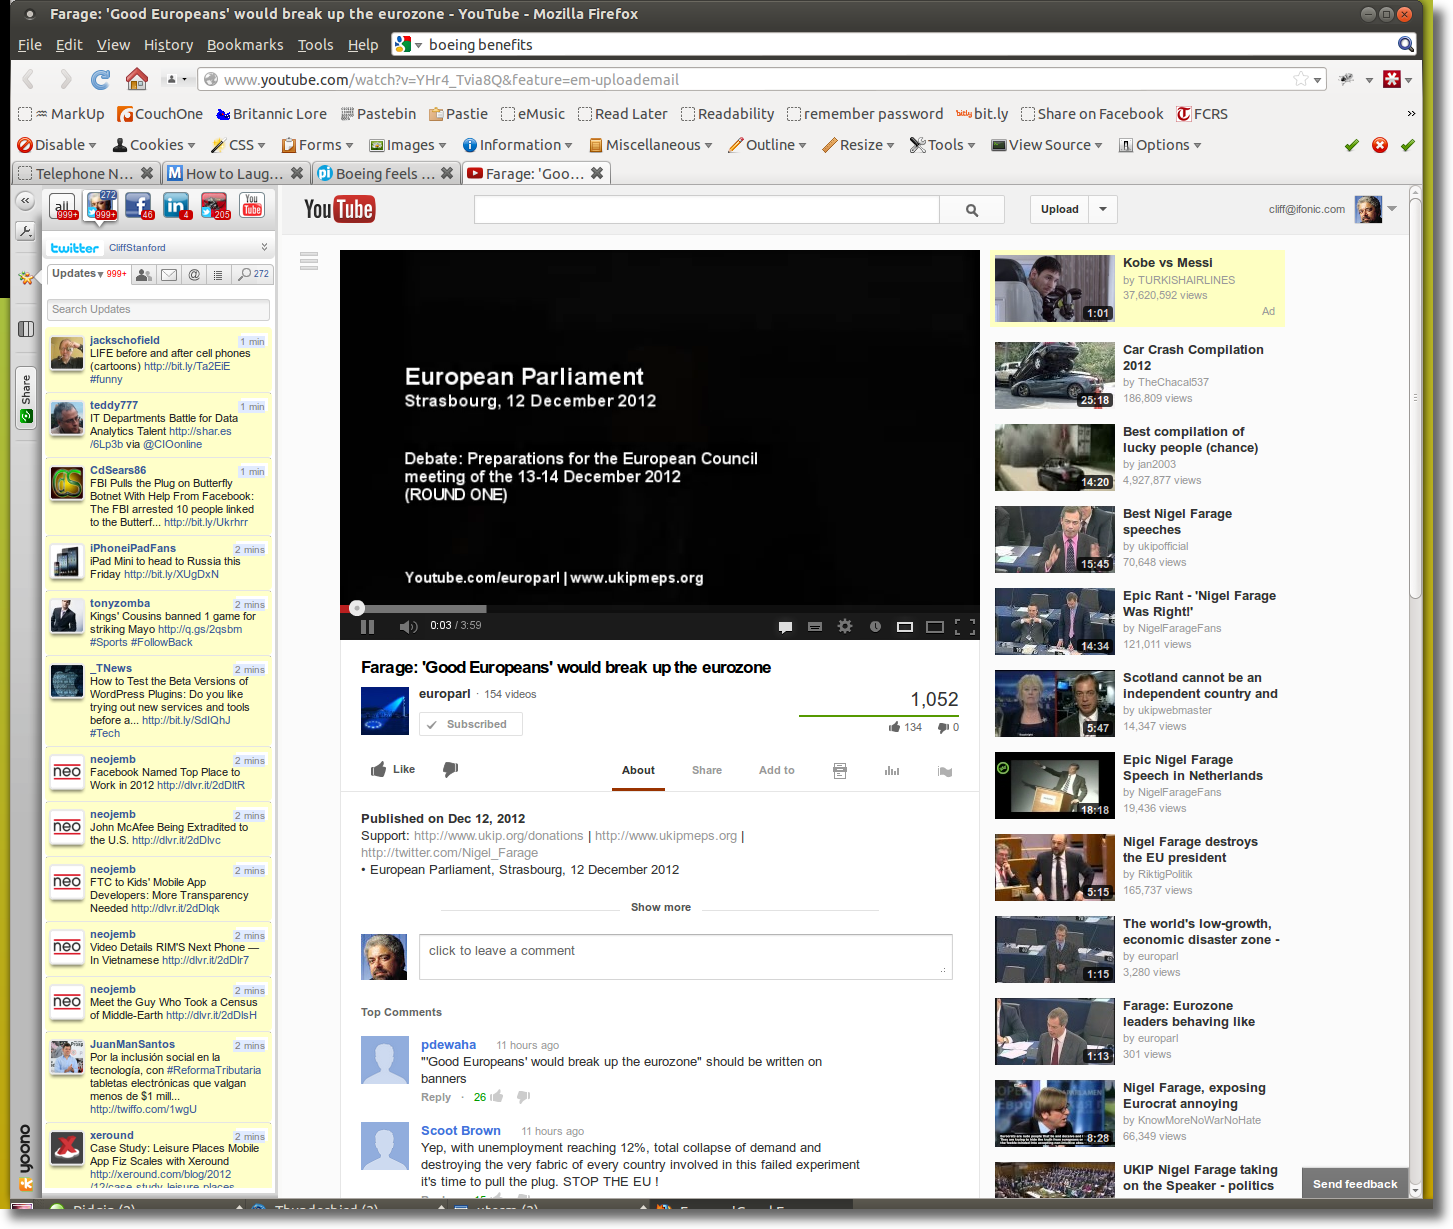 Farage: 'Good Europeans' would break up the eurozone - YouTube - Mozilla Firefox
File Edit View History Bookmarks Tools Help
boeing benefits
www.youtube.com/watch?v=YHr4_Tvia8Q&feature=em-uploademail
MarkUp CouchOne Britannic Lore Pastebin Pastie eMusic Read Later Readability remember password bit.ly Share on Facebook FCRS
Disable Cookies CSS Forms Images Information Miscellaneous Outline Resize Tools View Source Options
Telephone N... How to Laug... Boeing feels ... Farage: 'Goo...
all 999+ 272 999+ 46 4 205
You Tube
Upload
cliff@ifonic.com
twitter CliffStanford
Updates 999+ @ 272
Search Updates
Share
yoono
jackschofield 1 min
LIFE before and after cell phones
(cartoons) http://bit.ly/Ta2EiE
#funny
teddy777 1 min
IT Departments Battle for Data
Analytics Talent http://shar.es
/6Lp3b via @CIOonline
CdSears86 1 min
FBI Pulls the Plug on Butterfly
Botnet With Help From Facebook:
The FBI arrested 10 people linked
to the Butterf... http://bit.ly/Ukrhrr
iPhoneiPadFans 2 mins
iPad Mini to head to Russia this
Friday http://bit.ly/XUgDxN
tonyzomba 2 mins
Kings' Cousins banned 1 game for
striking Mayo http://q.gs/2qsbm
#Sports #FollowBack
_TNews 2 mins
How to Test the Beta Versions of
WordPress Plugins: Do you like
trying out new services and tools
before a... http://bit.ly/SdIQhJ
#Tech
neojemb 2 mins
Facebook Named Top Place to
Work in 2012 http://dlvr.it/2dDltR
neojemb 2 mins
John McAfee Being Extradited to
the U.S. http://dlvr.it/2dDlvc
neojemb 2 mins
FTC to Kids' Mobile App
Developers: More Transparency
Needed http://dlvr.it/2dDlqk
neojemb 2 mins
Video Details RIM'S Next Phone —
In Vietnamese http://dlvr.it/2dDlr7
neojemb 2 mins
Meet the Guy Who Took a Census
of Middle-Earth http://dlvr.it/2dDlsH
JuanManSantos 2 mins
Por la inclusión social en la
tecnología, con #ReformaTributaria
tabletas electrónicas que valgan
menos de $1 mill...
http://twiffo.com/1wgU
xeround 2 mins
Case Study: Leisure Places Mobile
App Fiz Scales with Xeround
http://xeround.com/blog/2012
/12/case-study-leisure-places
neo
neo
neo
neo
neo
European Parliament
Strasbourg, 12 December 2012
Debate: Preparations for the European Council
meeting of the 13-14 December 2012
(ROUND ONE)
Youtube.com/europarl | www.ukipmeps.org
0:03 / 3:59
Farage: 'Good Europeans' would break up the eurozone
europarl · 154 videos
Subscribed
1,052
134 0
Like
About Share Add to
Published on Dec 12, 2012
Support: http://www.ukip.org/donations | http://www.ukipmeps.org |
http://twitter.com/Nigel_Farage
• European Parliament, Strasbourg, 12 December 2012
Show more
click to leave a comment
Top Comments
pdewaha 11 hours ago
"'Good Europeans' would break up the eurozone" should be written on
banners
Reply · 26
Scoot Brown 11 hours ago
Yep, with unemployment reaching 12%, total collapse of demand and
destroying the very fabric of every country involved in this failed experiment
it's time to pull the plug. STOP THE EU !
Kobe vs Messi
by TURKISHAIRLINES
37,620,592 views
Ad
1:01
Car Crash Compilation
2012
by TheChacal537
186,809 views
25:18
Best compilation of
lucky people (chance)
by jan2003
4,927,877 views
14:20
Best Nigel Farage
speeches
by ukipofficial
70,648 views
15:45
Epic Rant - 'Nigel Farage
Was Right!'
by NigelFarageFans
121,011 views
14:34
Scotland cannot be an
independent country and
by ukipwebmaster
14,347 views
5:47
Epic Nigel Farage
Speech in Netherlands
by NigelFarageFans
19,436 views
18:18
Nigel Farage destroys
the EU president
by RiktigPolitik
165,737 views
5:15
The world's low-growth,
economic disaster zone -
by europarl
3,280 views
1:15
Farage: Eurozone
leaders behaving like
by europarl
301 views
1:13
Nigel Farage, exposing
Eurocrat annoying
by KnowMoreNoWarNoHate
66,349 views
8:28
UKIP Nigel Farage taking
on the Speaker - politics
Send feedback